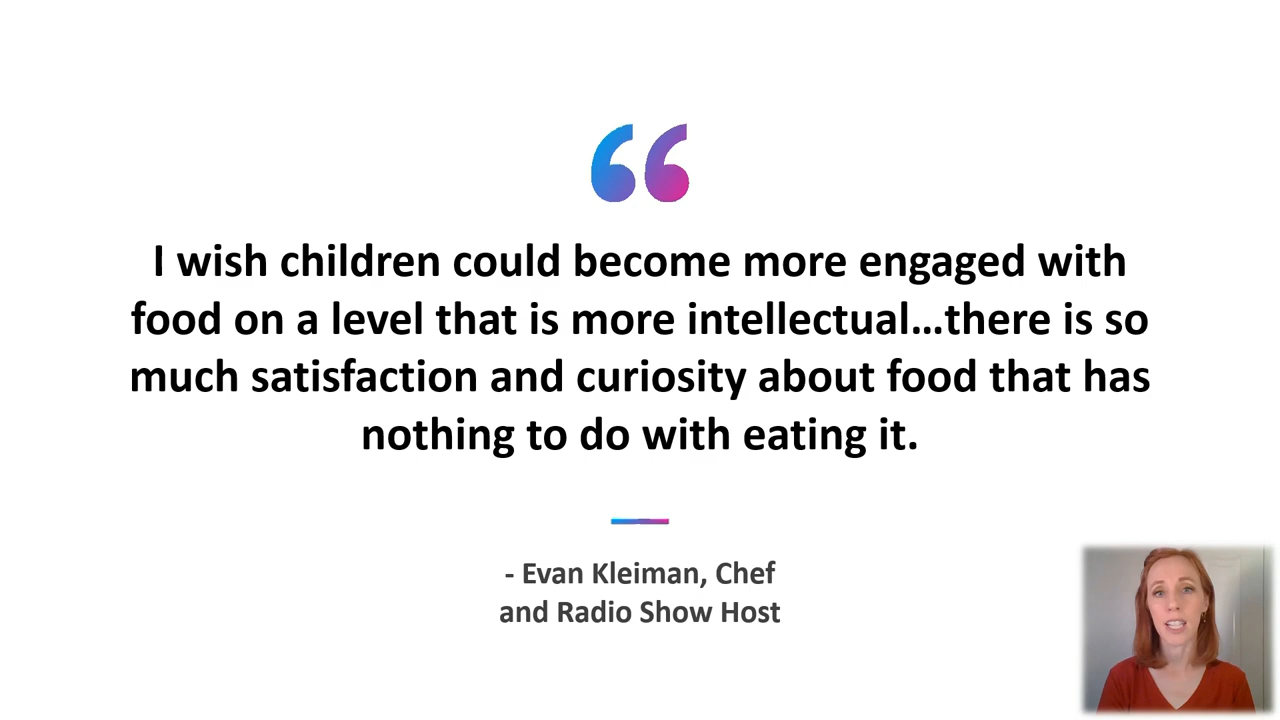 “
I wish children could become more engaged with
food on a level that is more intellectual…there is so
much satisfaction and curiosity about food that has
nothing to do with eating it.
- Evan Kleiman, Chef
and Radio Show Host